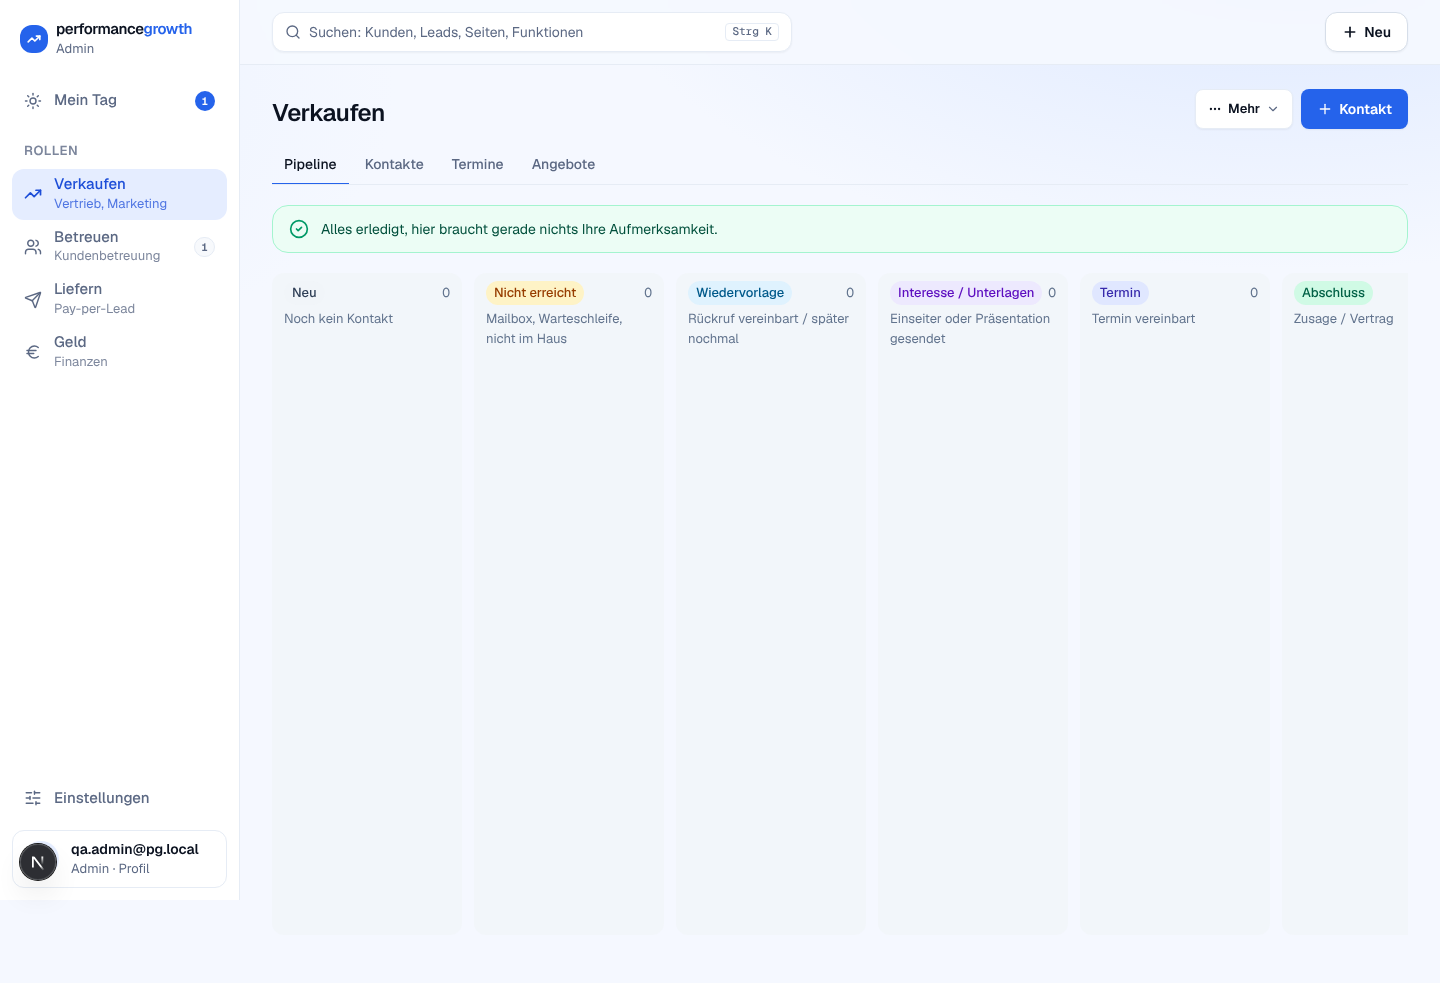 performancegrowth
Admin
Suchen: Kunden, Leads, Seiten, Funktionen
Strg K
Neu
Mein Tag
1
ROLLEN
Verkaufen
Vertrieb, Marketing
Betreuen
Kundenbetreuung
1
Liefern
Pay-per-Lead
Geld
Finanzen
Einstellungen
N
qa.admin@pg.local
Admin · Profil
Verkaufen
Mehr
Kontakt
Pipeline
Kontakte
Termine
Angebote
Alles erledigt, hier braucht gerade nichts Ihre Aufmerksamkeit.
Neu
0
Noch kein Kontakt
Nicht erreicht
0
Mailbox, Warteschleife,
nicht im Haus
Wiedervorlage
0
Rückruf vereinbart / später
nochmal
Interesse / Unterlagen
0
Einseiter oder Präsentation
gesendet
Termin
0
Termin vereinbart
Abschluss
Zusage / Vertrag